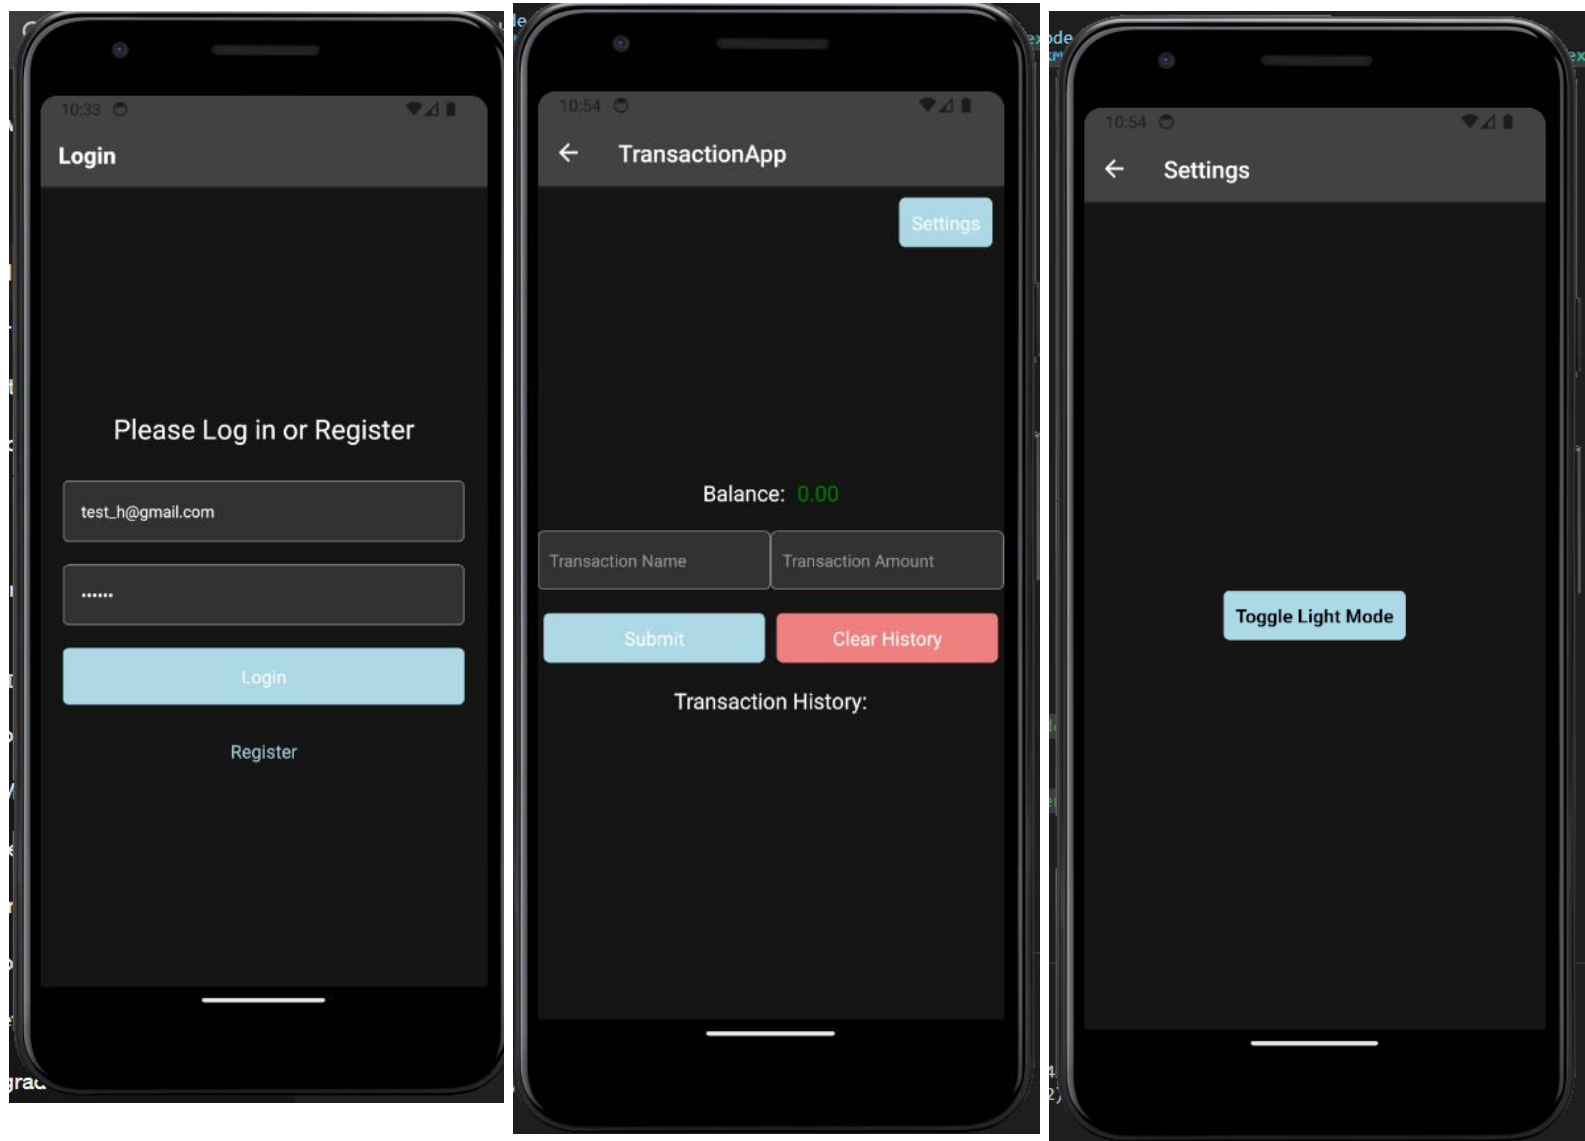 10:33
Login
Please Log in or Register
test_h@gmail.com
••••••
Login
Register
10:54
TransactionApp
Settings
Balance: 0.00
Transaction Name
Transaction Amount
Submit
Clear History
Transaction History:
10:54
Settings
Toggle Light Mode